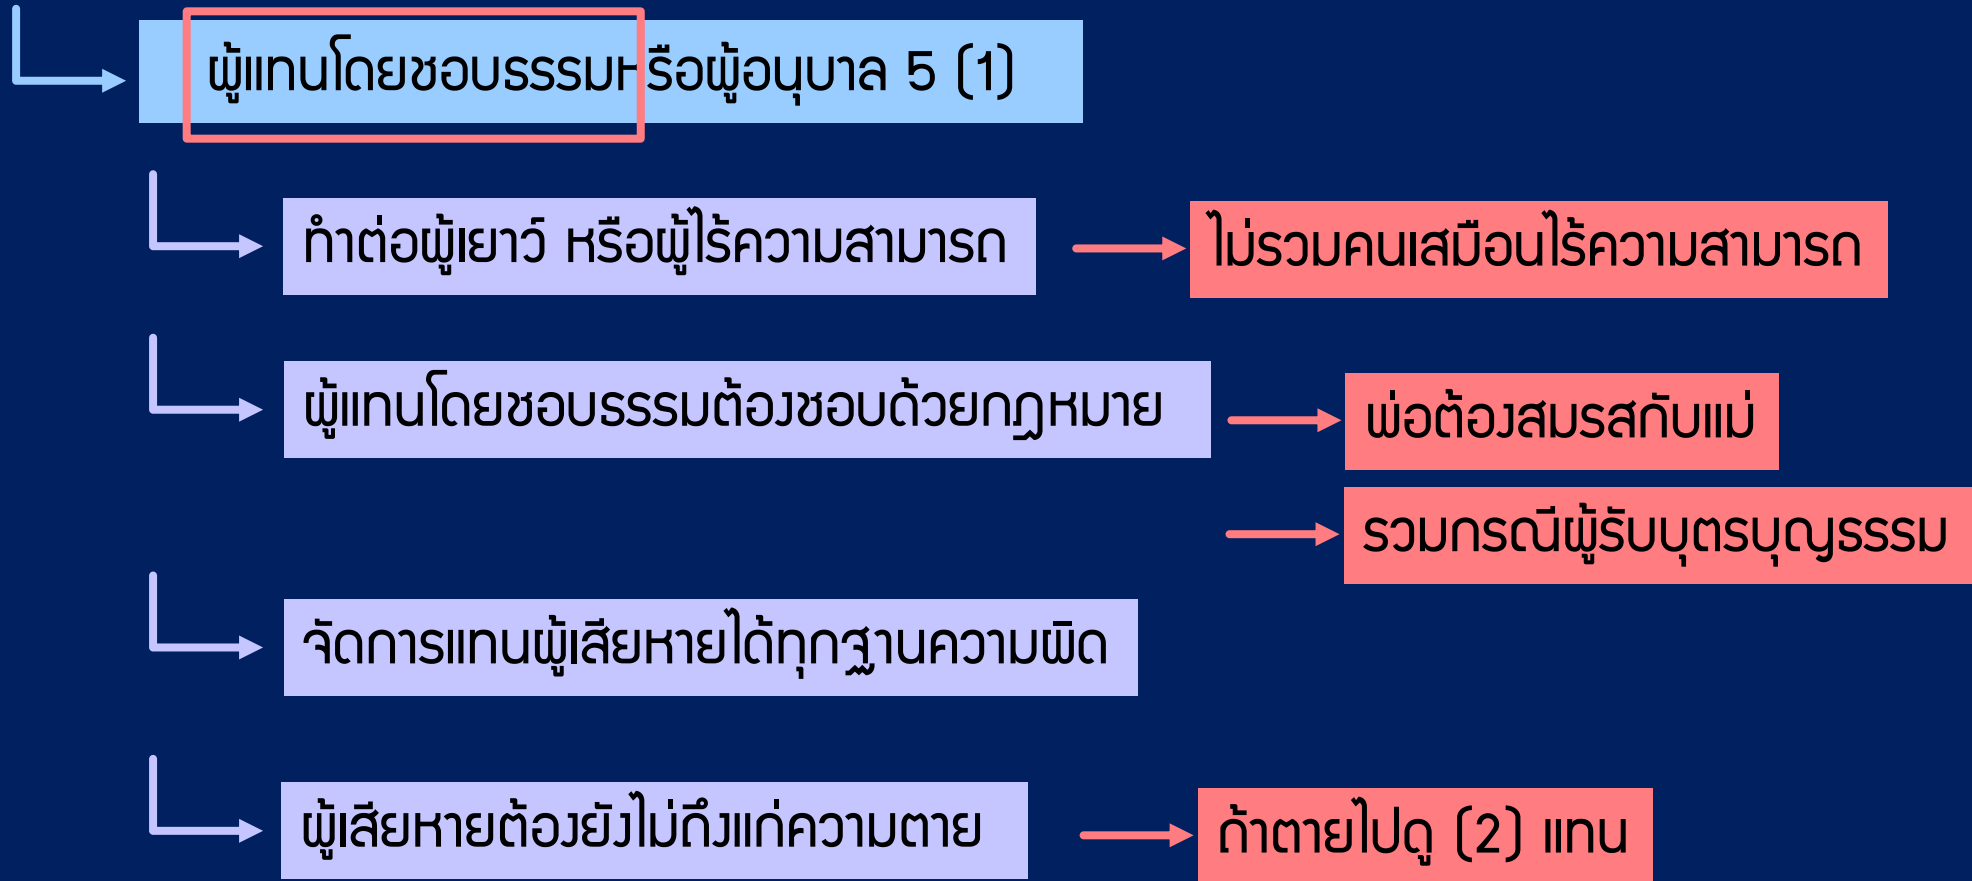 ผู้แทนโดยชอบธรรมหรือผู้อนุบาล 5 (1)
ทำต่อผู้เยาว์ หรือผู้ไร้ความสามารถ
ไม่รวมคนเสมือนไร้ความสามารถ
ผู้แทนโดยชอบธรรมต้องชอบด้วยกฎหมาย
พ่อต้องสมรสกับแม่
รวมกรณีผู้รับบุตรบุญธรรม
จัดการแทนผู้เสียหายได้ทุกฐานความผิด
ผู้เสียหายต้องยังไม่ถึงแก่ความตาย
ถ้าตายไปดู (2) แทน